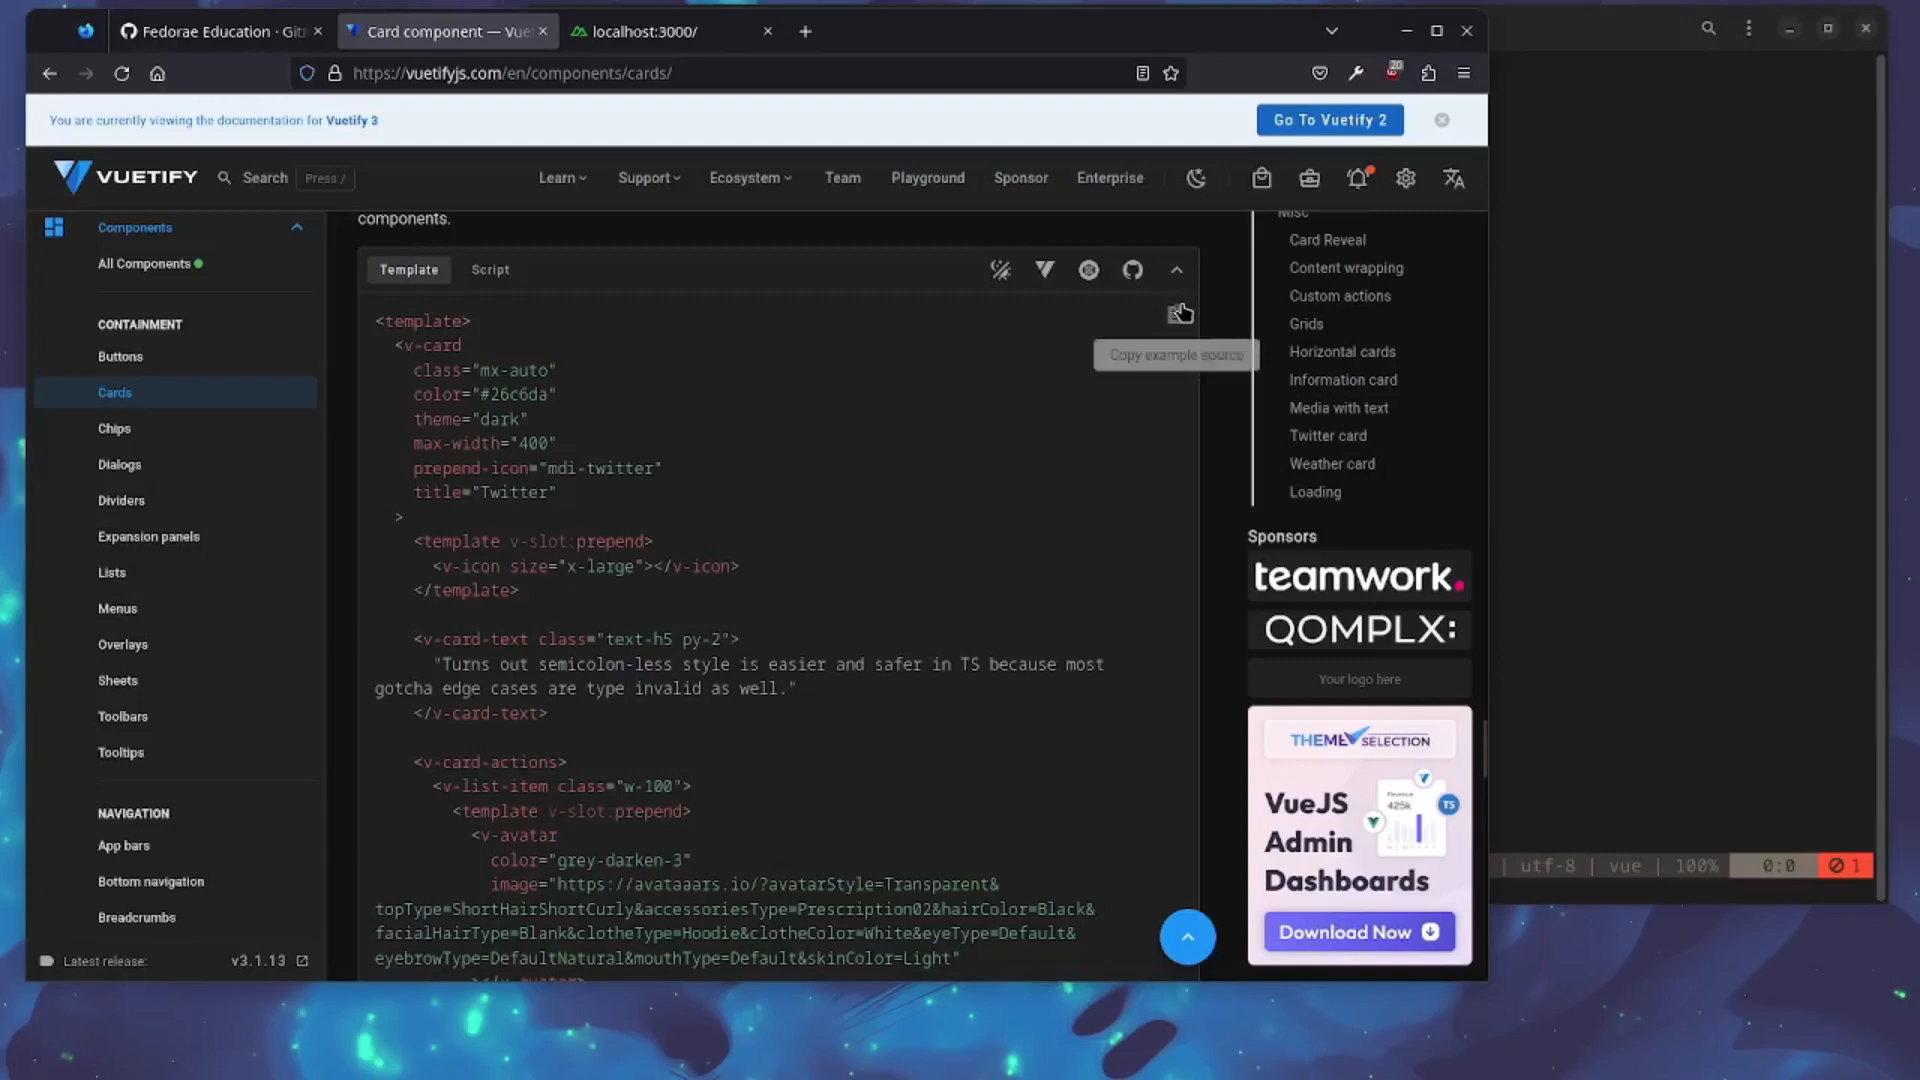 Fedorae Education · Git
Card component — Vue
localhost:3000/
https://vuetifyjs.com/en/components/cards/
20
You are currently viewing the documentation for Vuetify 3
Go To Vuetify 2
VUETIFY
Search
Press /
Learn
Support
Ecosystem
Team
Playground
Sponsor
Enterprise
Components
All Components
CONTAINMENT
Buttons
Cards
Chips
Dialogs
Dividers
Expansion panels
Lists
Menus
Overlays
Sheets
Toolbars
Tooltips
NAVIGATION
App bars
Bottom navigation
Breadcrumbs
Latest release:
v3.1.13
components.
Template
Script
Copy example source
<template>
  <v-card
    class="mx-auto"
    color="#26c6da"
    theme="dark"
    max-width="400"
    prepend-icon="mdi-twitter"
    title="Twitter"
  >
    <template v-slot:prepend>
      <v-icon size="x-large"></v-icon>
    </template>
    <v-card-text class="text-h5 py-2">
      "Turns out semicolon-less style is easier and safer in TS because most
gotcha edge cases are type invalid as well."
    </v-card-text>
    <v-card-actions>
      <v-list-item class="w-100">
        <template v-slot:prepend>
          <v-avatar
            color="grey-darken-3"
            image="https://avataaars.io/?avatarStyle=Transparent&
topType=ShortHairShortCurly&accessoriesType=Prescription02&hairColor=Black&
facialHairType=Blank&clotheType=Hoodie&clotheColor=White&eyeType=Default&
eyebrowType=DefaultNatural&mouthType=Default&skinColor=Light"
          ></v-avatar>
Misc
Card Reveal
Content wrapping
Custom actions
Grids
Horizontal cards
Information card
Media with text
Twitter card
Weather card
Loading
Sponsors
teamwork.
QOMPLX:
Your logo here
THEME SELECTION
VueJS
Admin
Dashboards
Revenue
425k
TS
Download Now
| utf-8 | vue | 100%
0:0
1